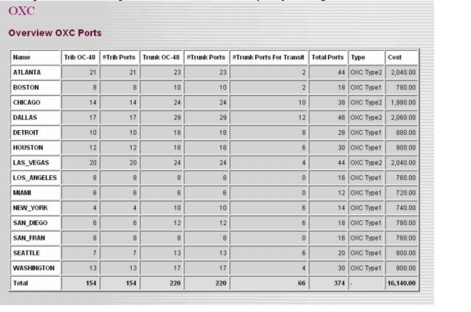 OXC
Overview OXC Ports
Name Trib OC-48 #Trib Ports Trunk OC-48 #Trunk Ports #Trunk Ports For Transit Total Ports Type Cost
ATLANTA 21 21 23 23 2 44 OXC Type2 2,040.00
BOSTON 8 8 10 10 2 18 OXC Type1 780.00
CHICAGO 14 14 24 24 10 38 OXC Type2 1,980.00
DALLAS 17 17 29 29 12 46 OXC Type2 2,060.00
DETROIT 10 10 18 18 8 28 OXC Type1 880.00
HOUSTON 12 12 18 18 6 30 OXC Type1 900.00
LAS_VEGAS 20 20 24 24 4 44 OXC Type2 2,040.00
LOS_ANGELES 8 8 8 8 0 16 OXC Type1 760.00
MIAMI 6 6 6 6 0 12 OXC Type1 720.00
NEW_YORK 4 4 10 10 6 14 OXC Type1 740.00
SAN_DIEGO 6 6 12 12 6 18 OXC Type1 780.00
SAN_FRAN 8 8 8 8 0 16 OXC Type1 760.00
SEATTLE 7 7 13 13 6 20 OXC Type1 800.00
WASHINGTON 13 13 17 17 4 30 OXC Type1 900.00
Total 154 154 220 220 66 374 - 16,140.00